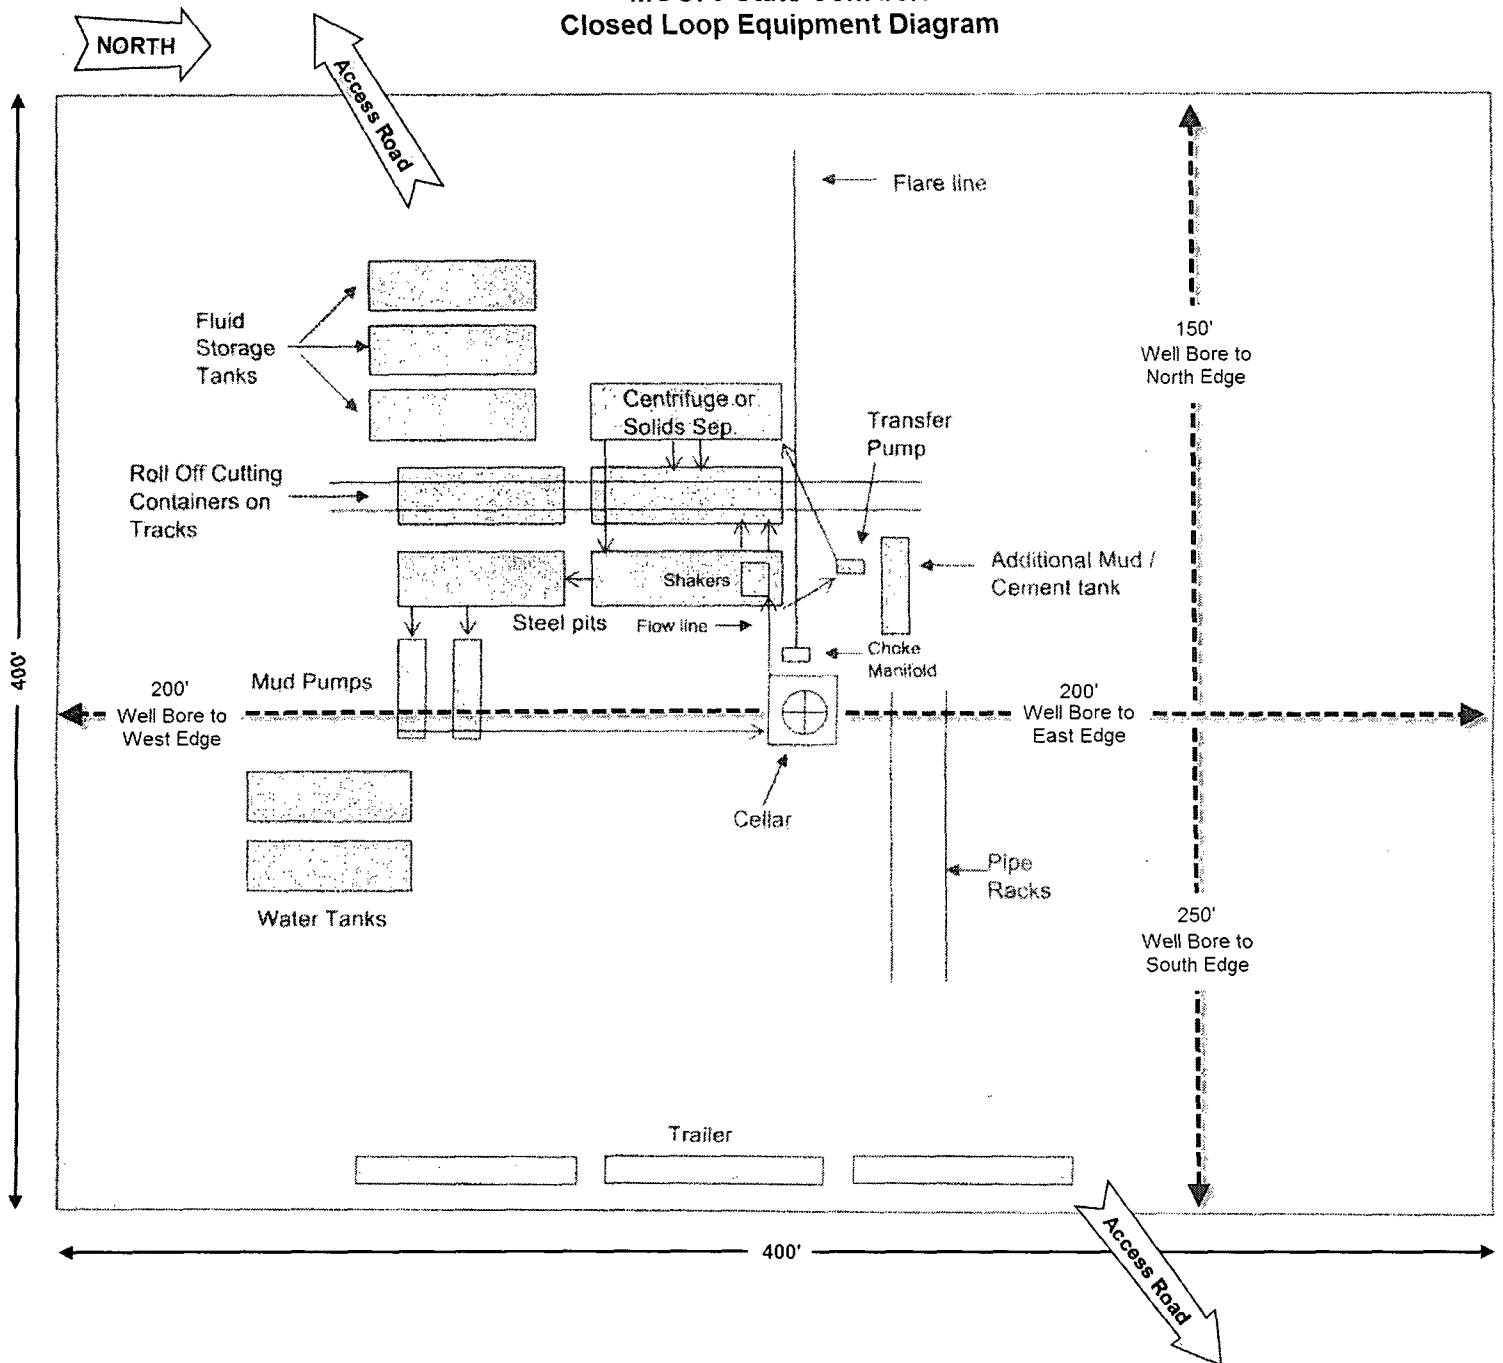 Closed Loop Equipment Diagram
NORTH
Access Road
Flare line
Fluid
Storage
Tanks
150'
Well Bore to
North Edge
Centrifuge or
Solids Sep.
Transfer
Pump
Roll Off Cutting
Containers on
Tracks
Shakers
Additional Mud /
Cement tank
Steel pits
Flow line
Choke
Manifold
400'
Mud Pumps
200'
Well Bore to
West Edge
200'
Well Bore to
East Edge
Cellar
Pipe
Racks
Water Tanks
250'
Well Bore to
South Edge
Trailer
400'
Access Road